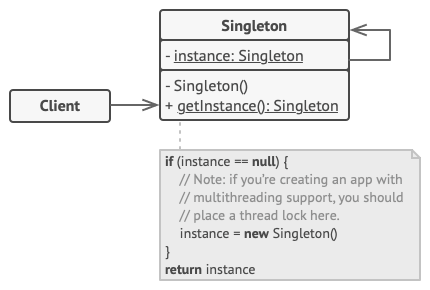 Singleton
- instance: Singleton
- Singleton()
+ getInstance(): Singleton
Client
if (instance == null) {
// Note: if you're creating an app with
// multithreading support, you should
// place a thread lock here.
instance = new Singleton()
}
return instance